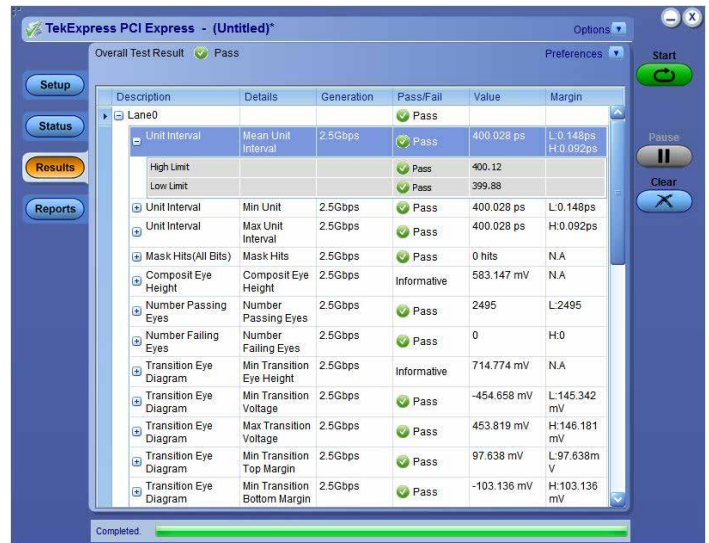 TekExpress PCI Express - (Untitled)*
Options
Overall Test Result Pass
Preferences
Start
Setup
Status
Results
Reports
Pause
Clear
Description Details Generation Pass/Fail Value Margin
Lane0 Pass
Unit Interval Mean Unit Interval 2.5Gbps Pass 400.028 ps L:0.148ps H:0.092ps
High Limit Pass 400.12
Low Limit Pass 399.88
Unit Interval Min Unit 2.5Gbps Pass 400.028 ps L:0.148ps
Unit Interval Max Unit Interval 2.5Gbps Pass 400.028 ps H:0.092ps
Mask Hits(All Bits) Mask Hits 2.5Gbps Pass 0 hits N.A
Composit Eye Height Composit Eye Height 2.5Gbps Informative 583.147 mV N.A
Number Passing Eyes Number Passing Eyes 2.5Gbps Pass 2495 L:2495
Number Failing Eyes Number Failing Eyes 2.5Gbps Pass 0 H:0
Transition Eye Diagram Min Transition Eye Height 2.5Gbps Informative 714.774 mV N.A
Transition Eye Diagram Min Transition Voltage 2.5Gbps Pass -454.658 mV L:145.342 mV
Transition Eye Diagram Max Transition Voltage 2.5Gbps Pass 453.819 mV H:146.181 mV
Transition Eye Diagram Min Transition Top Margin 2.5Gbps Pass 97.638 mV L:97.638m V
Transition Eye Diagram Min Transition Bottom Margin 2.5Gbps Pass -103.136 mV H:103.136 mV
Completed.